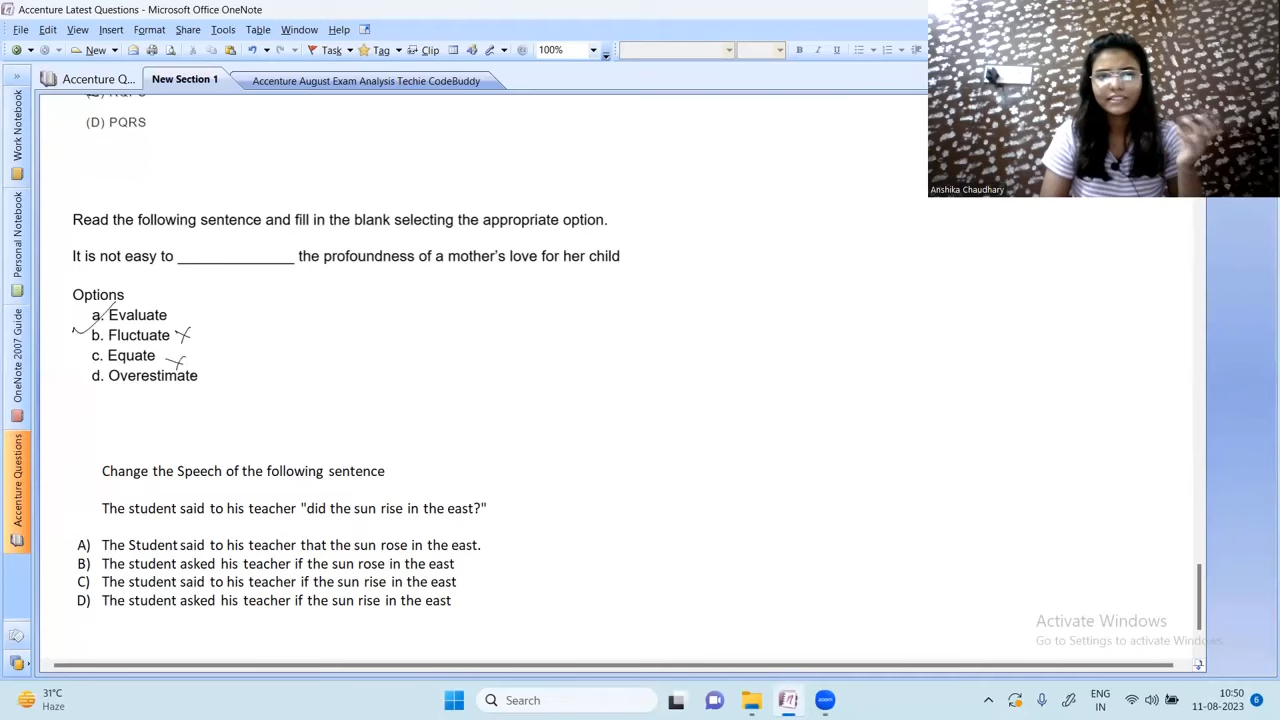 Accenture Latest Questions - Microsoft Office OneNote
File Edit View Insert Format Share Tools Table Window Help
New Task Tag Clip 100% B I U
Accenture Q... New Section 1 Accenture August Exam Analysis Techie CodeBuddy
Work Notebook
Personal Notebook
OneNote 2007 Guide
Accenture Questions
(D) PQRS
Anshika Chaudhary
Read the following sentence and fill in the blank selecting the appropriate option.
It is not easy to ______________ the profoundness of a mother's love for her child
Options
a. Evaluate
b. Fluctuate
c. Equate
d. Overestimate
Change the Speech of the following sentence
The student said to his teacher "did the sun rise in the east?"
A) The Student said to his teacher that the sun rose in the east.
B) The student asked his teacher if the sun rose in the east
C) The student said to his teacher if the sun rise in the east
D) The student asked his teacher if the sun rise in the east
Activate Windows
Go to Settings to activate Windows.
31°C
Haze
Search
ENG
IN
10:50
11-08-2023
6